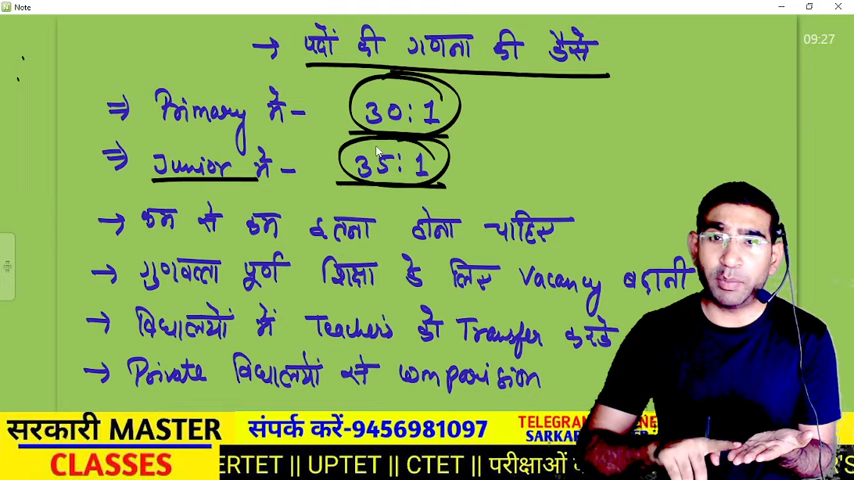 Note
09:27
→ पदों की गणना की कैसे
⇒ Primary में - 30:1
⇒ Junior में - 35:1
→ कम से कम इतना होना चाहिए
→ गुणवत्ता पूर्ण शिक्षा के लिए Vacancy बढ़ानी
→ विद्यालयों में Teachers को Transfer करके
→ Private विद्यालयों से comparision
सरकारी MASTER CLASSES
संपर्क करें-9456981097
TELEGRAM
SARKAR
ERTET || UPTET || CTET || परीक्षाओं